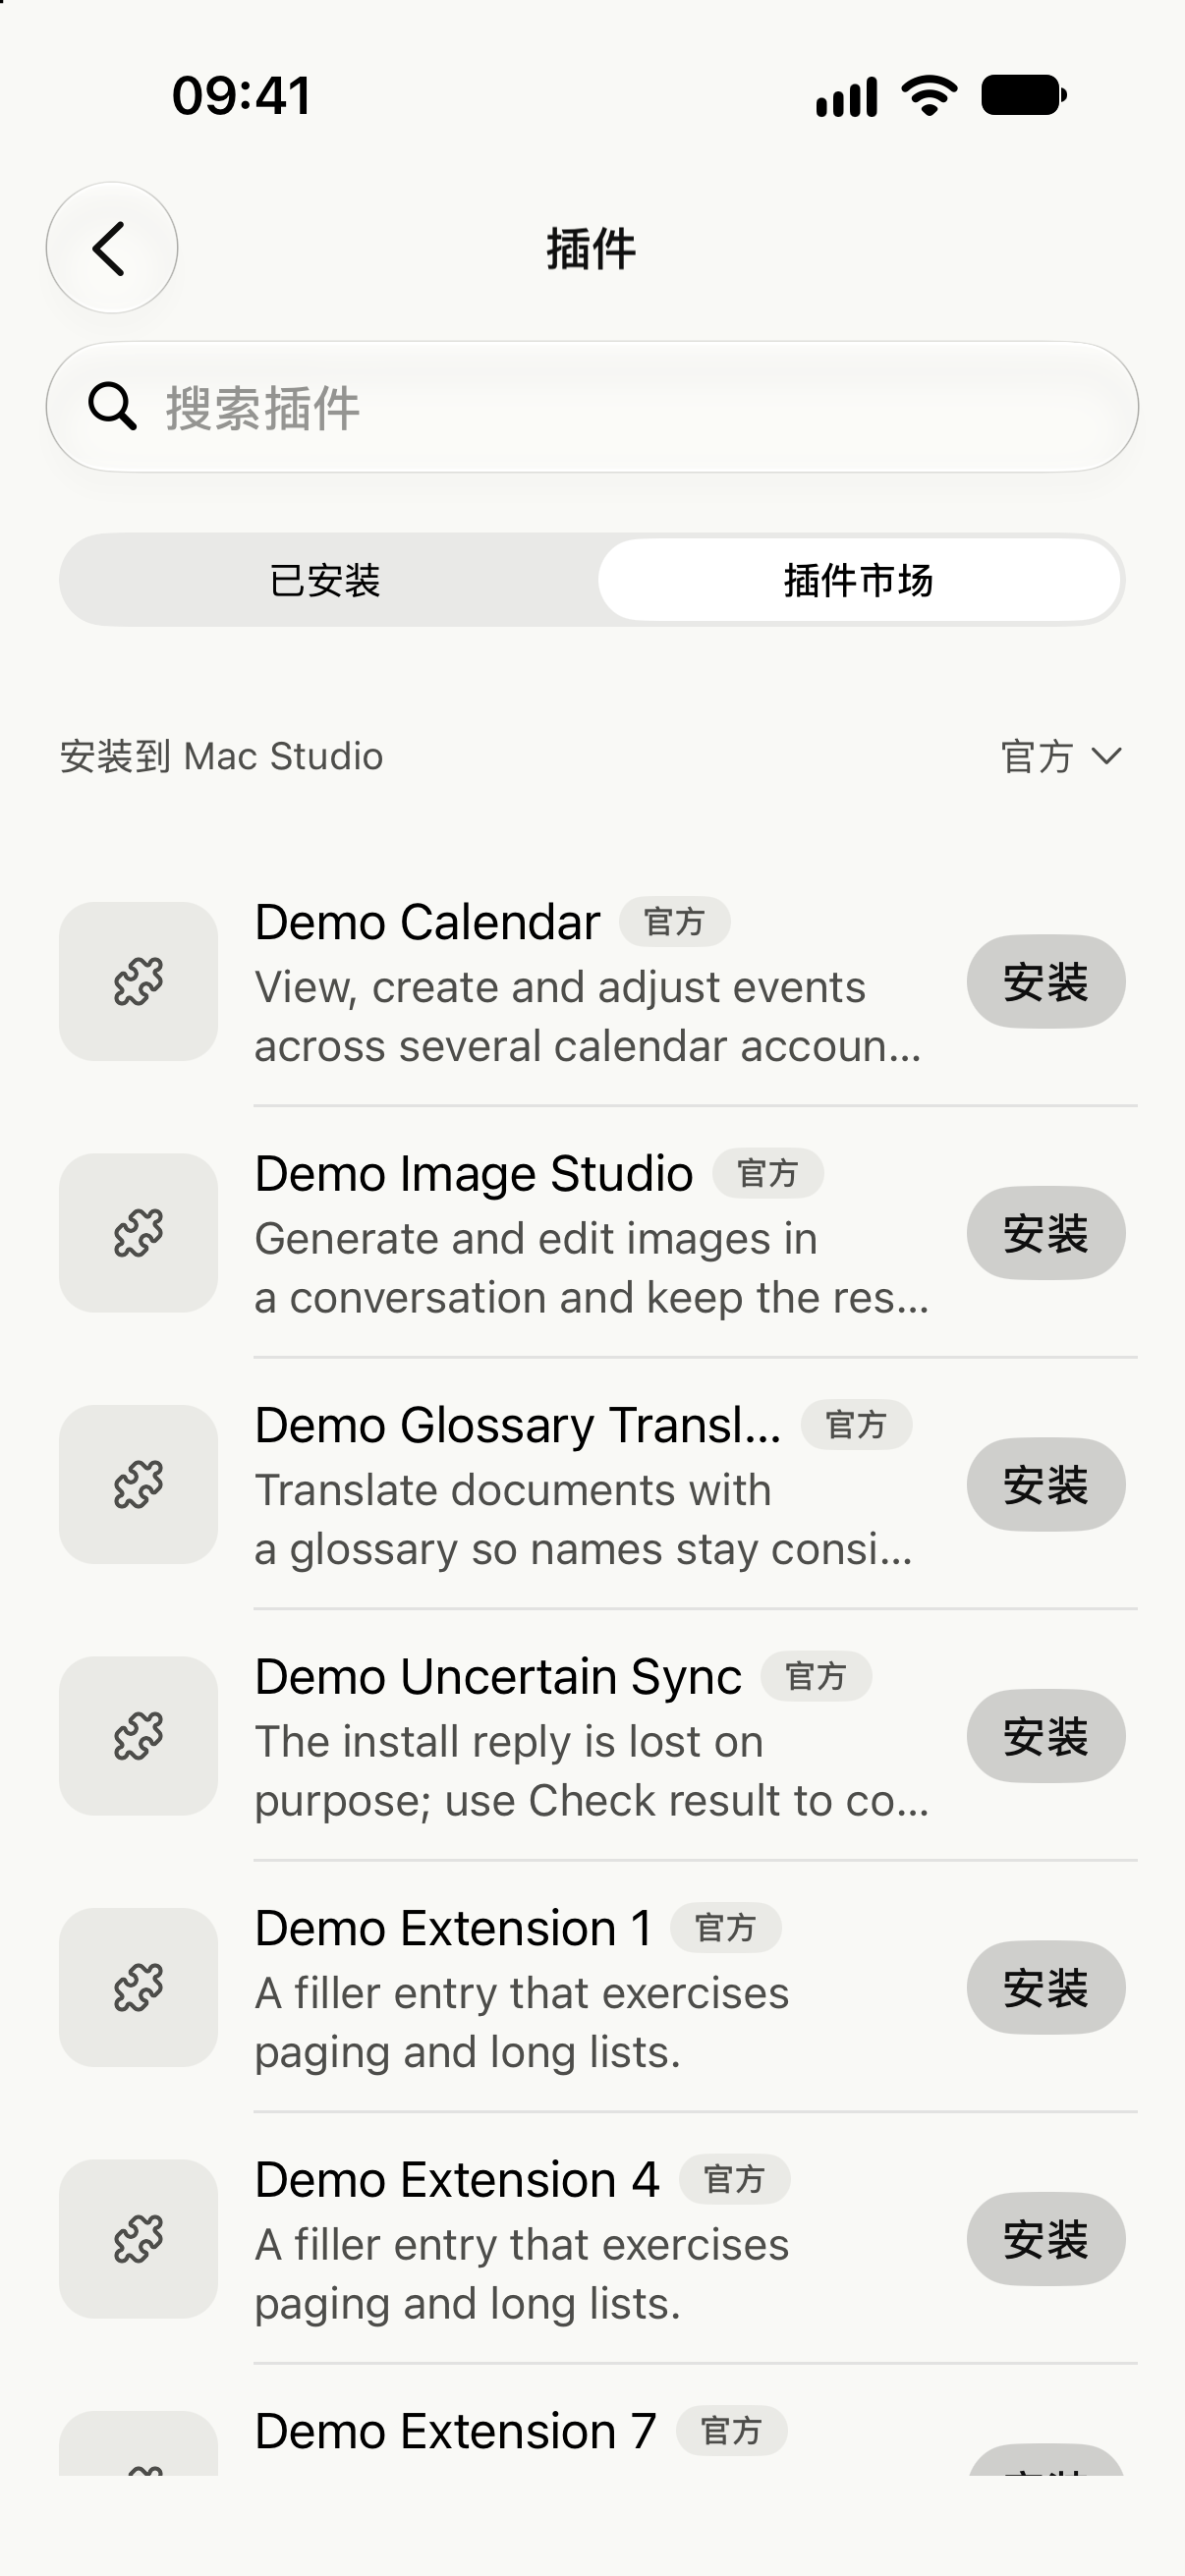 09:41
插件
搜索插件
已安装
插件市场
安装到 Mac Studio
官方
Demo Calendar 官方
View, create and adjust events
across several calendar accoun...
安装
Demo Image Studio 官方
Generate and edit images in
a conversation and keep the res...
安装
Demo Glossary Transl... 官方
Translate documents with
a glossary so names stay consi...
安装
Demo Uncertain Sync 官方
The install reply is lost on
purpose; use Check result to co...
安装
Demo Extension 1 官方
A filler entry that exercises
paging and long lists.
安装
Demo Extension 4 官方
A filler entry that exercises
paging and long lists.
安装
Demo Extension 7 官方